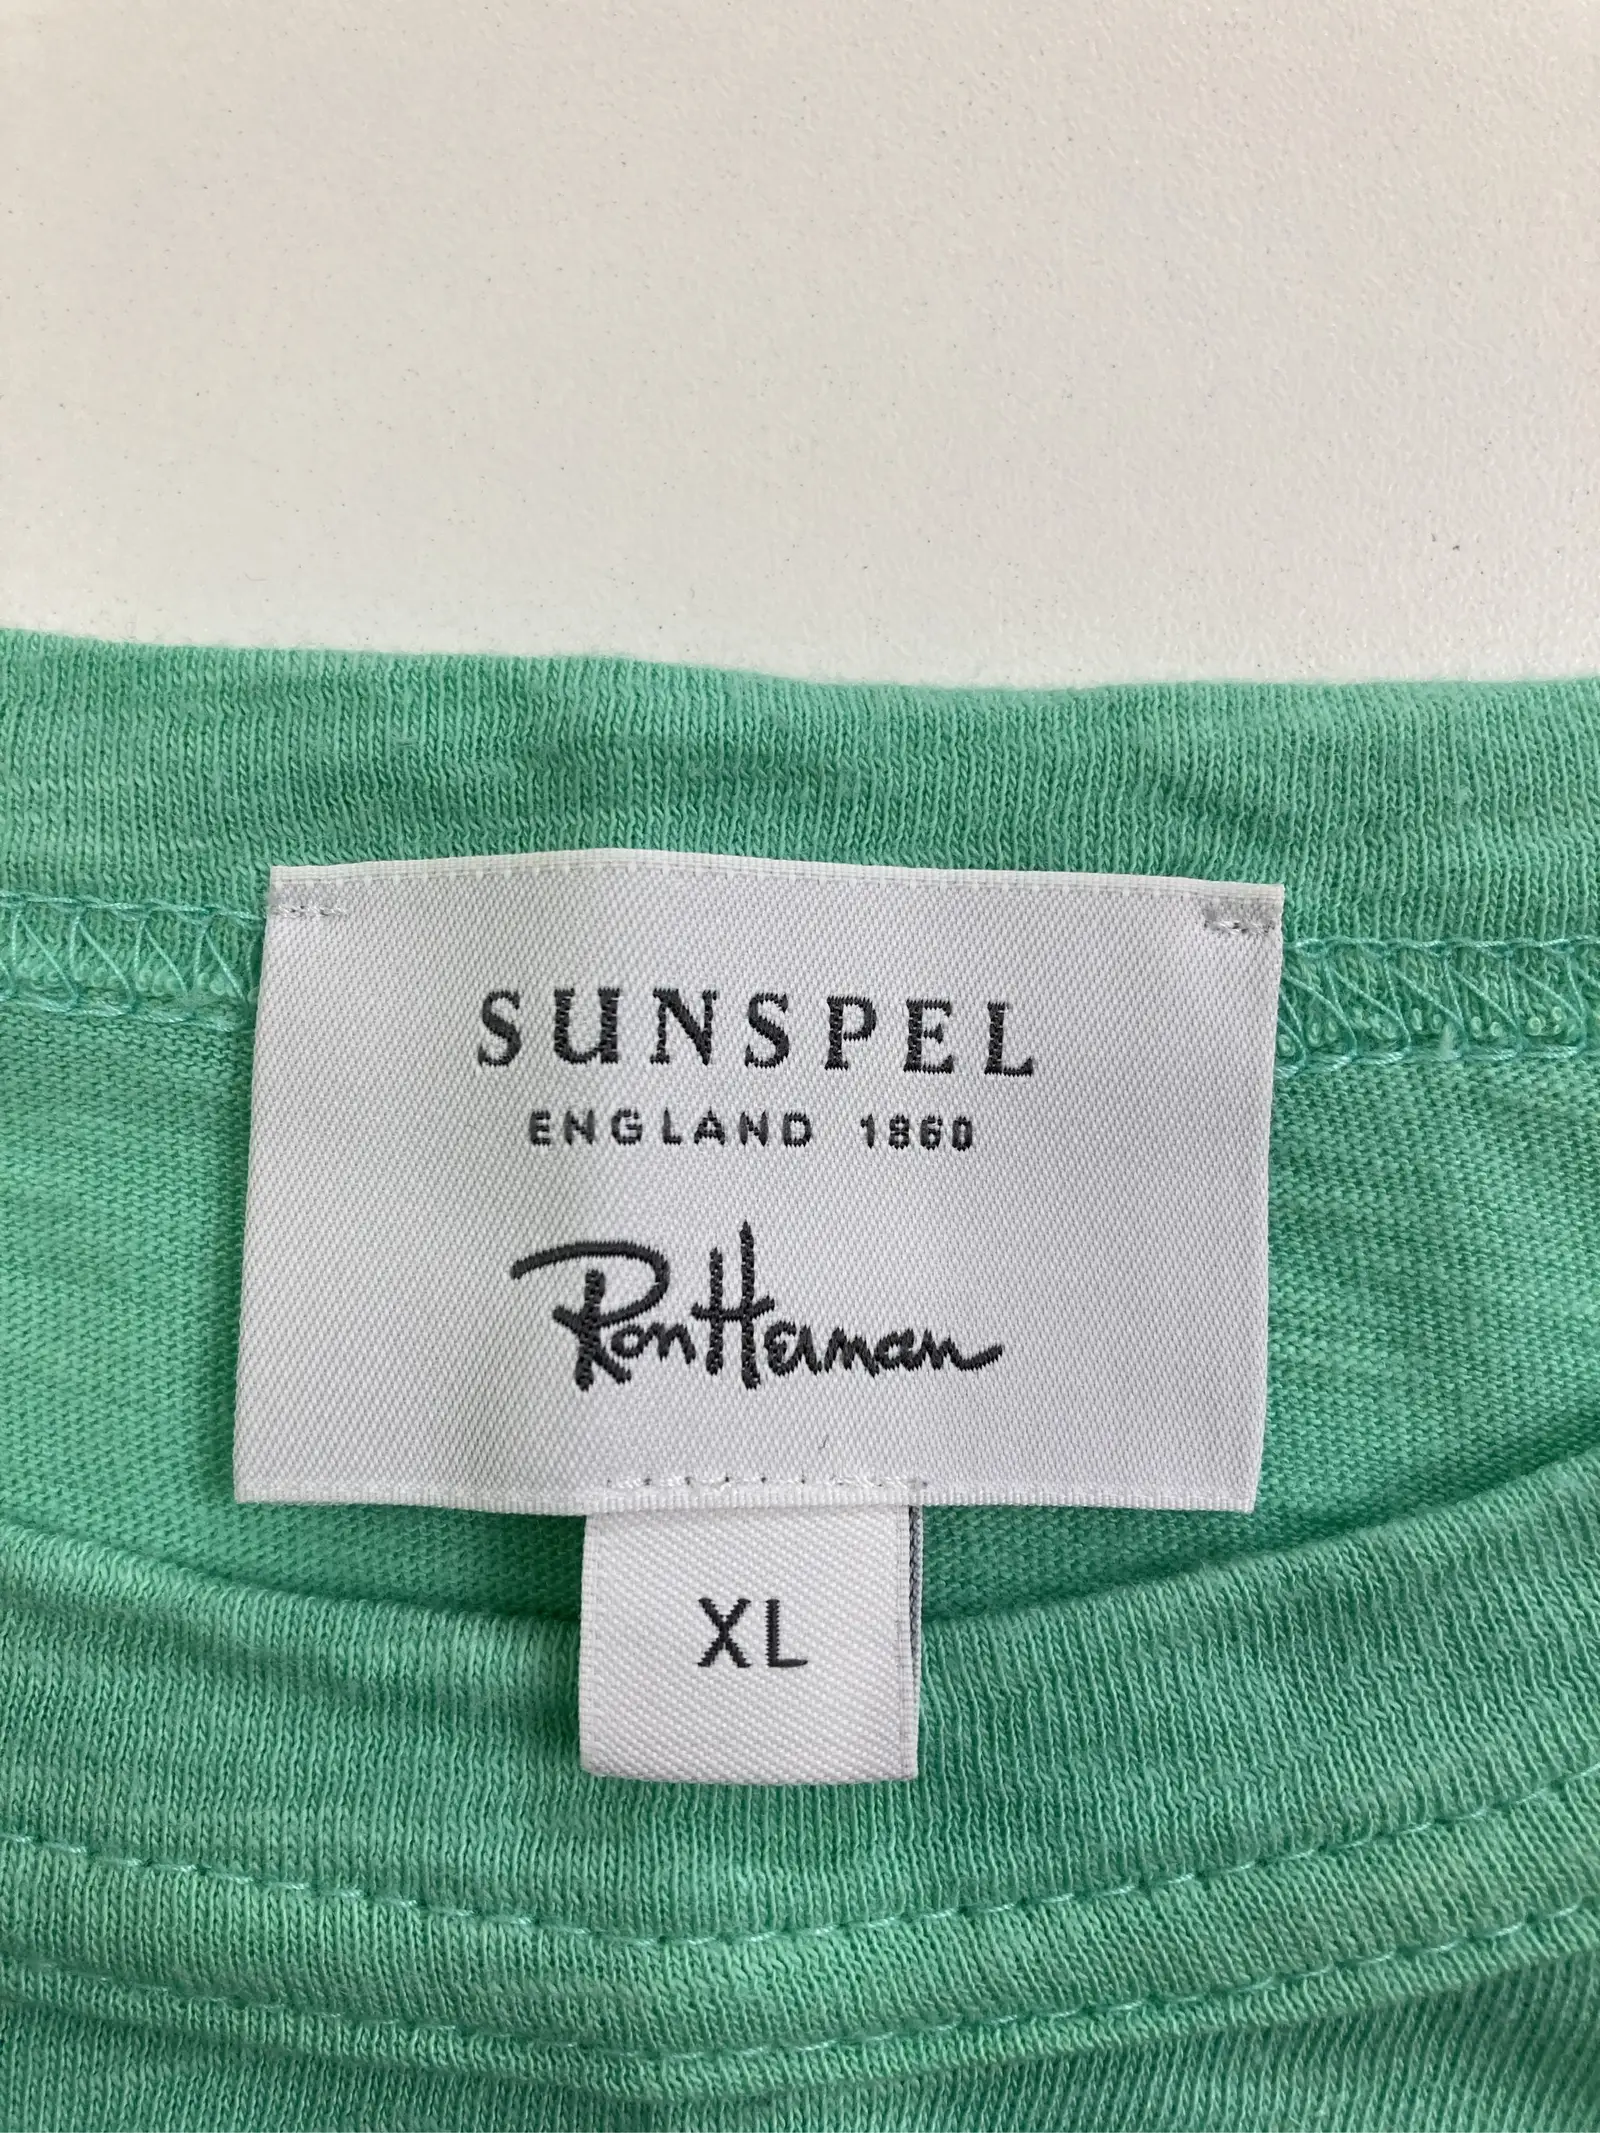 SUNSPEL
ENGLAND 1860
Ron Herman
XL